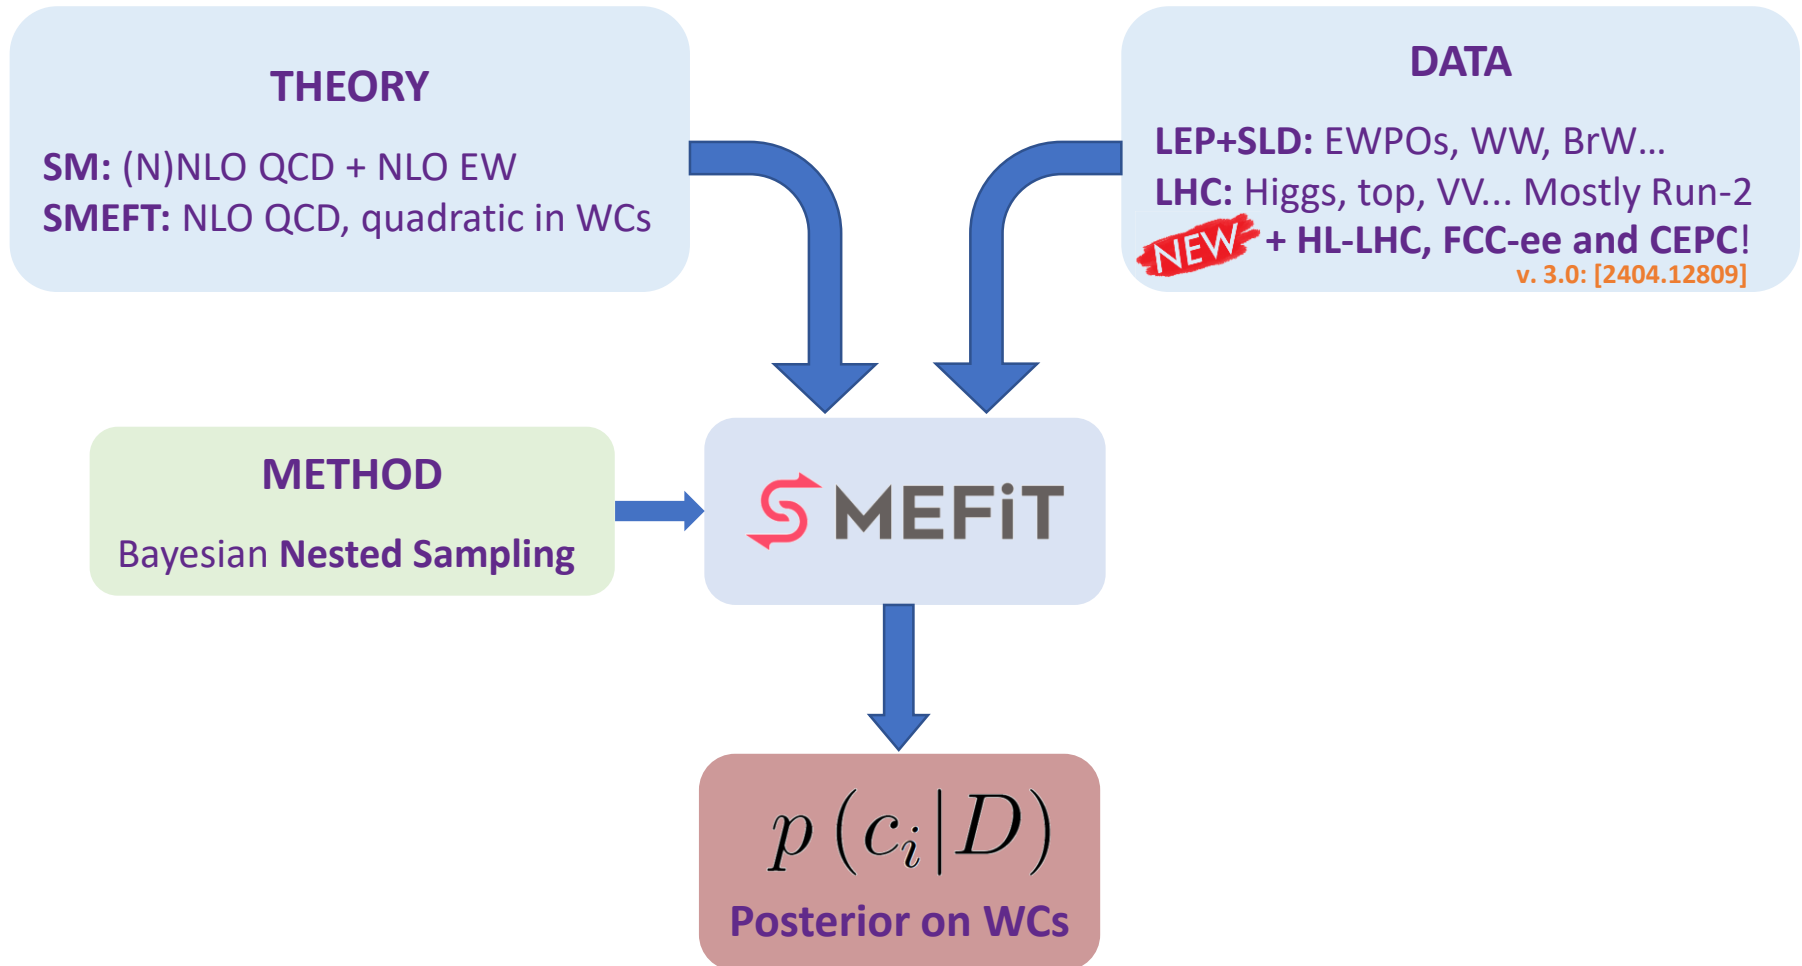 THEORY
SM: (N)NLO QCD + NLO EW
SMEFT: NLO QCD, quadratic in WCs
DATA
LEP+SLD: EWPOs, WW, BrW...
LHC: Higgs, top, VV... Mostly Run-2
NEW + HL-LHC, FCC-ee and CEPC!
v. 3.0: [2404.12809]
METHOD
Bayesian Nested Sampling
SMEFiT
p(c_i|D)
Posterior on WCs